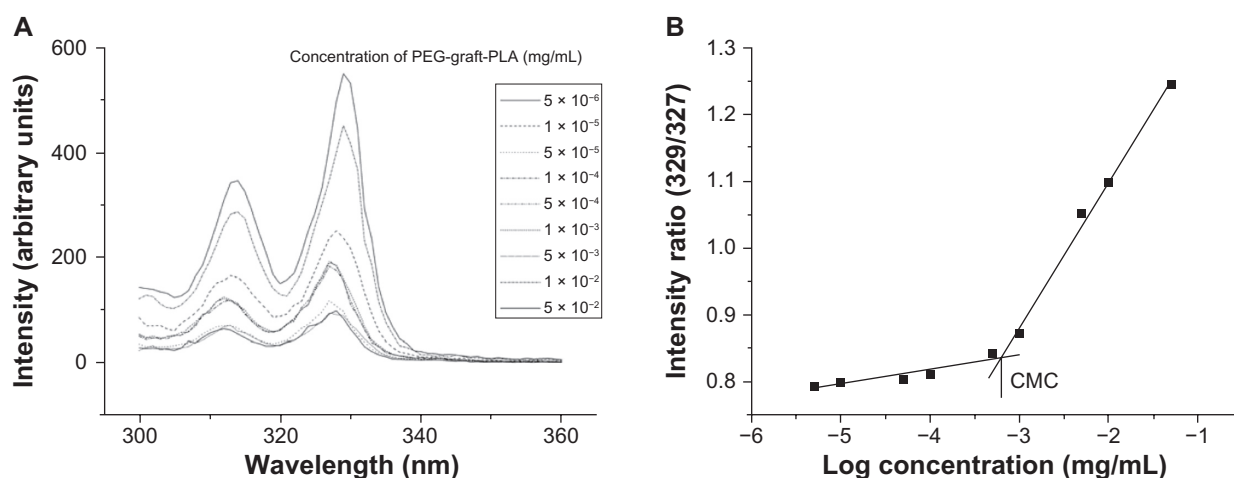 A
Concentration of PEG-graft-PLA (mg/mL)
600
400
200
0
Intensity (arbitrary units)
5 × 10⁻⁶
1 × 10⁻⁵
5 × 10⁻⁵
1 × 10⁻⁴
5 × 10⁻⁴
1 × 10⁻³
5 × 10⁻³
1 × 10⁻²
5 × 10⁻²
300 320 340 360
Wavelength (nm)
B
1.3
1.2
1.1
1.0
0.9
0.8
Intensity ratio (329/327)
CMC
−6 −5 −4 −3 −2 −1
Log concentration (mg/mL)